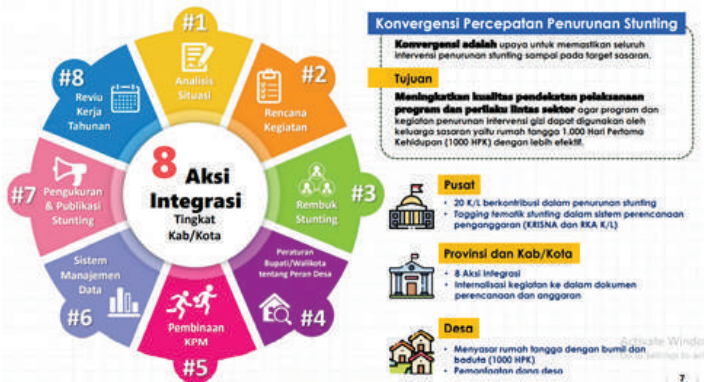 #1
Analisis
Situasi
#2
Rencana
Kegiatan
#3
Rembuk
Stunting
Peraturan
Bupati/Walikota
tentang Peran Desa
#4
Pembinaan
KPM
#5
Sistem
Manajemen
Data
#6
#7
Pengukuran
& Publikasi
Stunting
#8
Reviu
Kerja
Tahunan
8 Aksi
Integrasi
Tingkat
Kab/Kota
Konvergensi Percepatan Penurunan Stunting
Konvergensi adalah upaya untuk memastikan seluruh
intervensi penurunan stunting sampai pada target sasaran.
Tujuan
Meningkatkan kualitas pendekatan pelaksanaan
program dan perilaku lintas sektor agar program dan
kegiatan penurunan intervensi gizi dapat digunakan oleh
keluarga sasaran yaitu rumah tangga 1.000 Hari Pertama
Kehidupan (1000 HPK) dengan lebih efektif.
Pusat
• 20 K/L berkontribusi dalam penurunan stunting
• Tagging tematik stunting dalam sistem perencanaan
penganggaran (KRISNA dan RKA K/L)
Provinsi dan Kab/Kota
• 8 Aksi Integrasi
• Internalisasi kegiatan ke dalam dokumen
perencanaan dan anggaran
Desa
• Menyasar rumah tangga dengan bumil dan
baduta (1000 HPK)
• Pemanfaatan dana desa
Activate Window
7